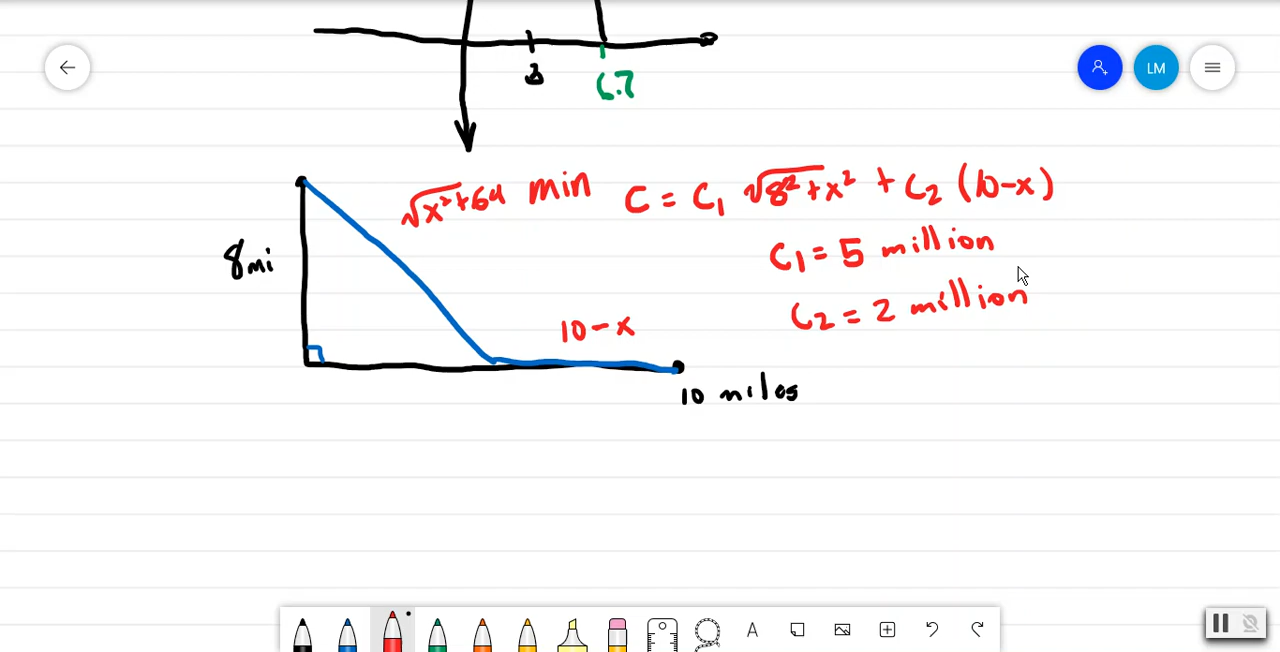 6.7
√x²+64 min C = C₁ √8²+x² + C₂ (10-x)
C₁ = 5 million
8mi
C₂ = 2 million
10-x
10 miles
LM
A